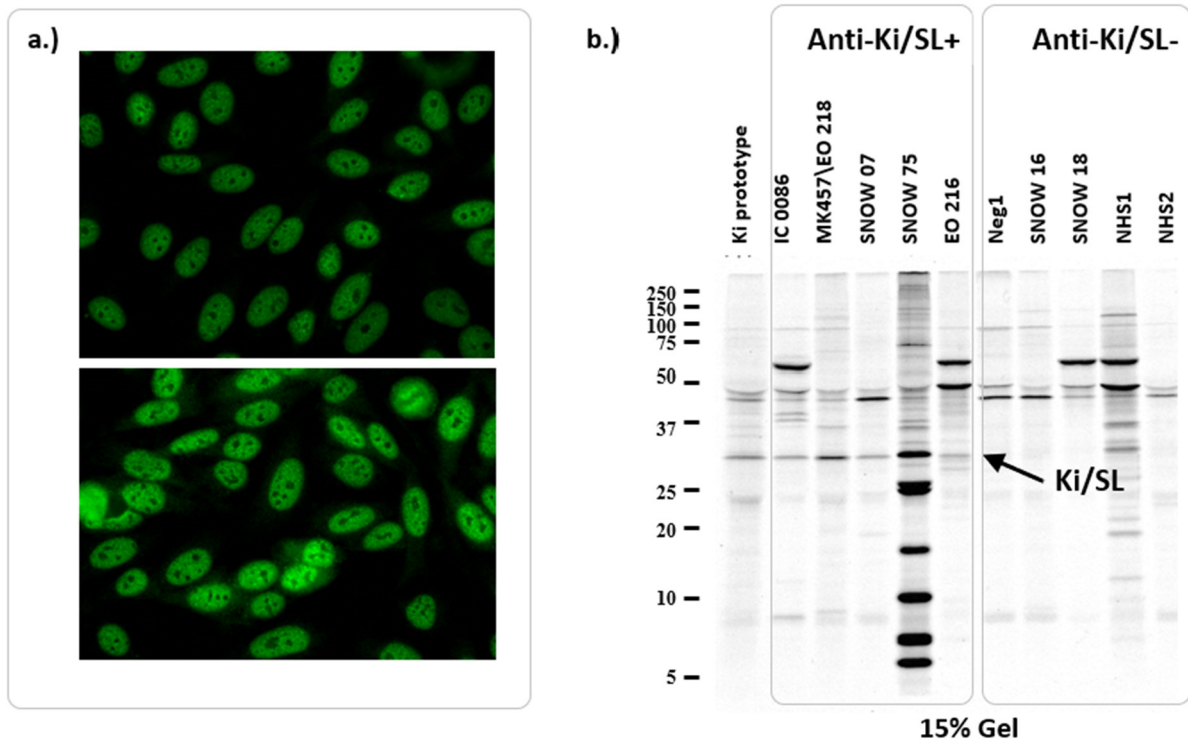 a.)
b.)
Anti-Ki/SL+
Anti-Ki/SL-
Ki prototype
IC 0086
MK457\EO 218
SNOW 07
SNOW 75
EO 216
Neg1
SNOW 16
SNOW 18
NHS1
NHS2
250
150
100
75
50
37
25
20
10
5
Ki/SL
15% Gel